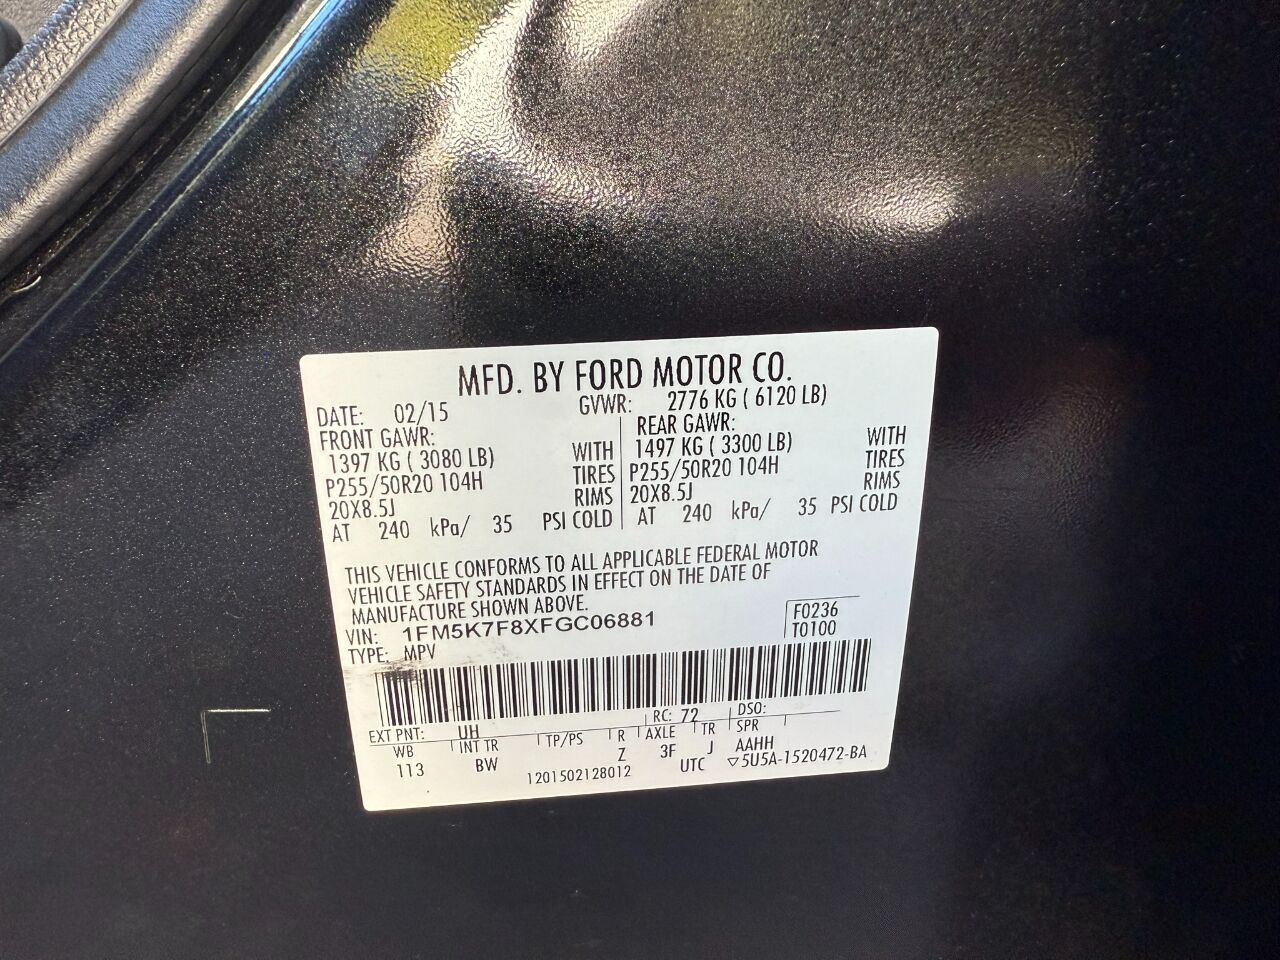 MFD. BY FORD MOTOR CO.
DATE: 02/15 GVWR: 2776 KG ( 6120 LB)
FRONT GAWR: REAR GAWR:
1397 KG ( 3080 LB) WITH 1497 KG ( 3300 LB) WITH
P255/50R20 104H TIRES P255/50R20 104H TIRES
20X8.5J RIMS 20X8.5J RIMS
AT 240 kPa/ 35 PSI COLD AT 240 kPa/ 35 PSI COLD
THIS VEHICLE CONFORMS TO ALL APPLICABLE FEDERAL MOTOR
VEHICLE SAFETY STANDARDS IN EFFECT ON THE DATE OF
MANUFACTURE SHOWN ABOVE.
VIN: 1FM5K7F8XFGC06881 F0236
TYPE: MPV T0100
EXT PNT: UH RC: 72 DSO:
WB INT TR TP/PS R AXLE TR SPR
113 BW Z 3F J AAHH
1201502128012 UTC ▽5U5A-1520472-BA